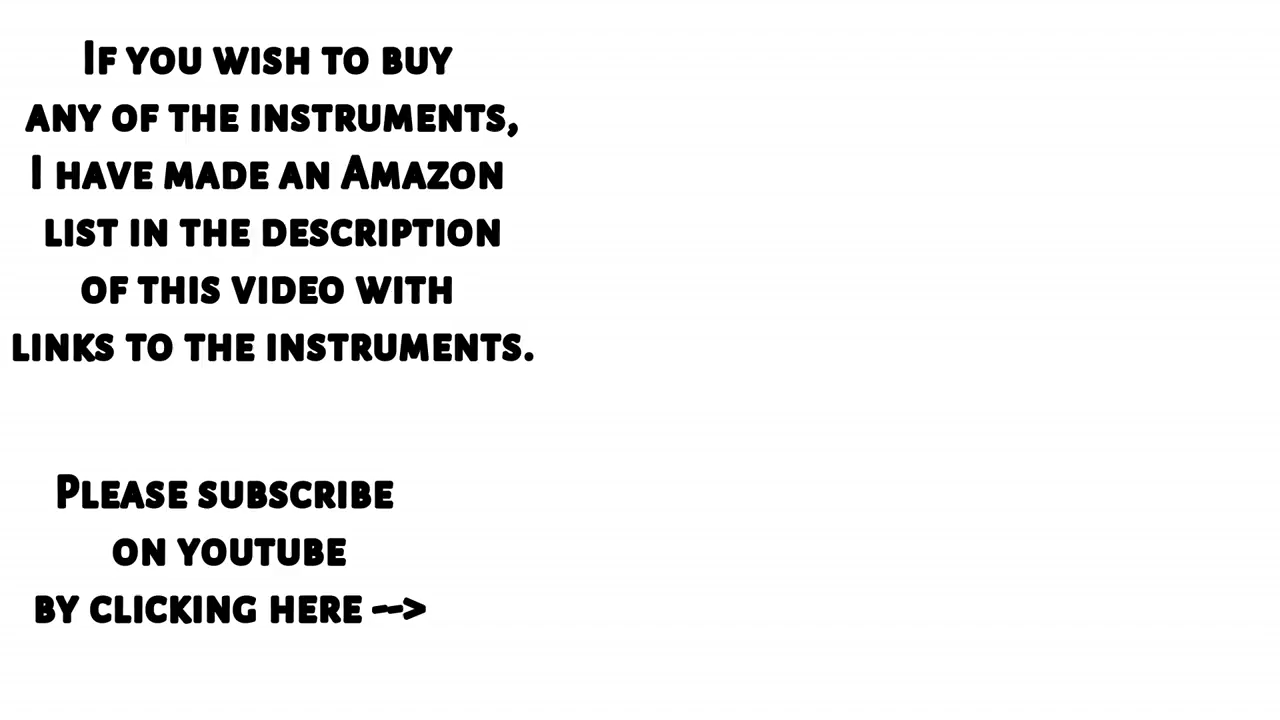 If you wish to buy
any of the instruments,
I have made an Amazon
list in the description
of this video with
links to the instruments.
Please subscribe
on youtube
by clicking here -->